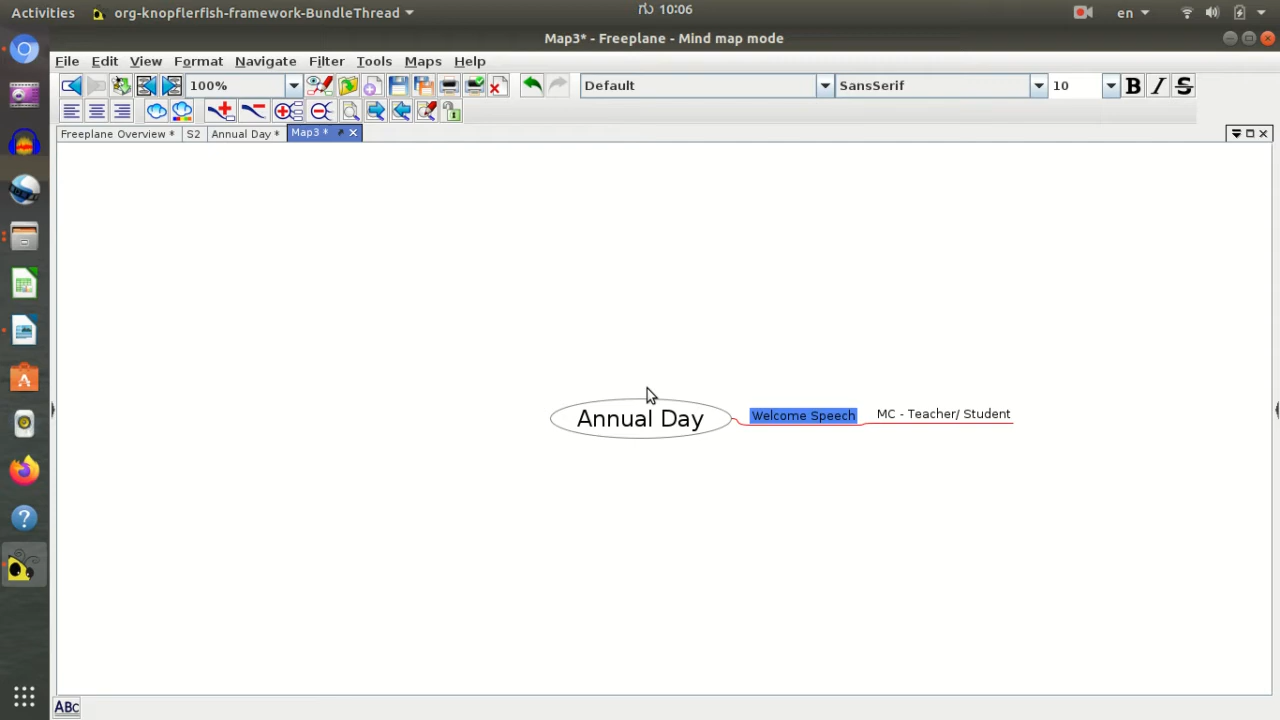 Activities org-knopflerfish-framework-BundleThread 10:06 en
Map3* - Freeplane - Mind map mode
File Edit View Format Navigate Filter Tools Maps Help
100% Default SansSerif 10 B I S
Freeplane Overview * S2 Annual Day * Map3 *
Annual Day Welcome Speech MC - Teacher/ Student
ABC